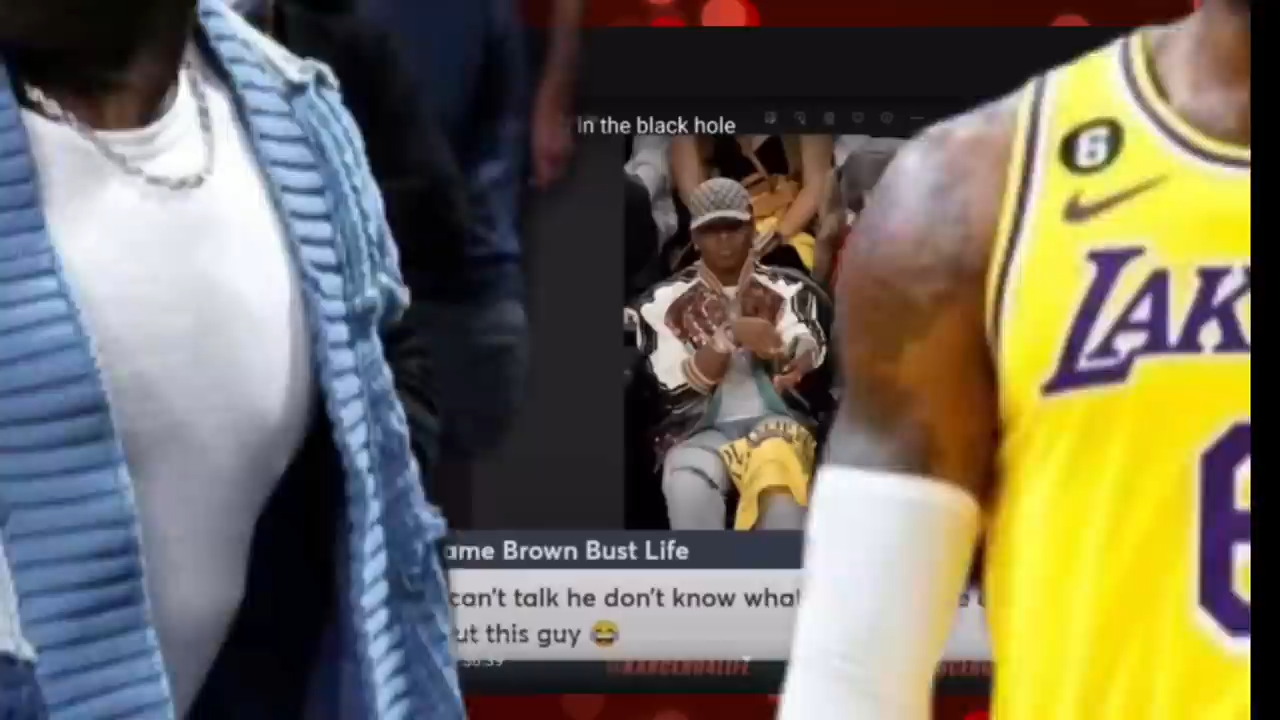 In the black hole
6
LAK
6
ame Brown Bust Life
can't talk he don't know what
ut this guy 😂